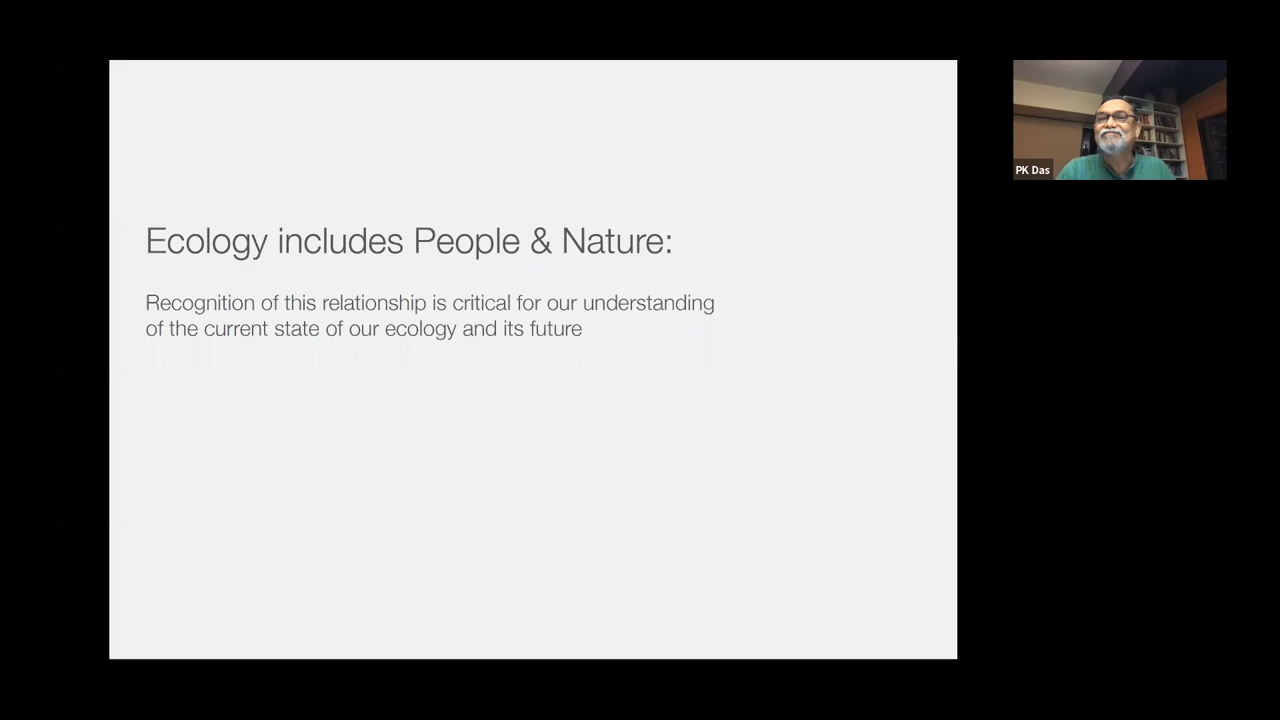 Ecology includes People & Nature:
Recognition of this relationship is critical for our understanding
of the current state of our ecology and its future
PK Das